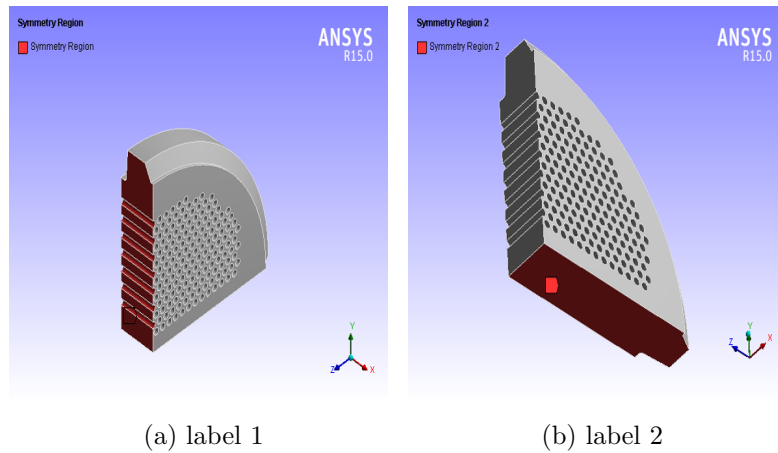 Symmetry Region
Symmetry Region
ANSYS
R15.0
Y
Z
X
(a) label 1
Symmetry Region 2
Symmetry Region 2
ANSYS
R15.0
Y
Z
X
(b) label 2